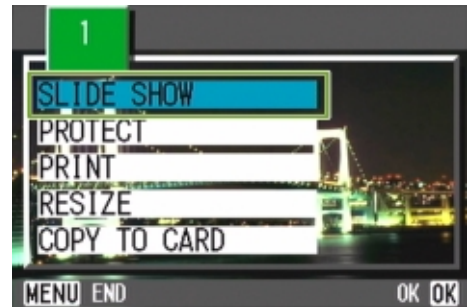 1
SLIDE SHOW
PROTECT
PRINT
RESIZE
COPY TO CARD
MENU END OK OK